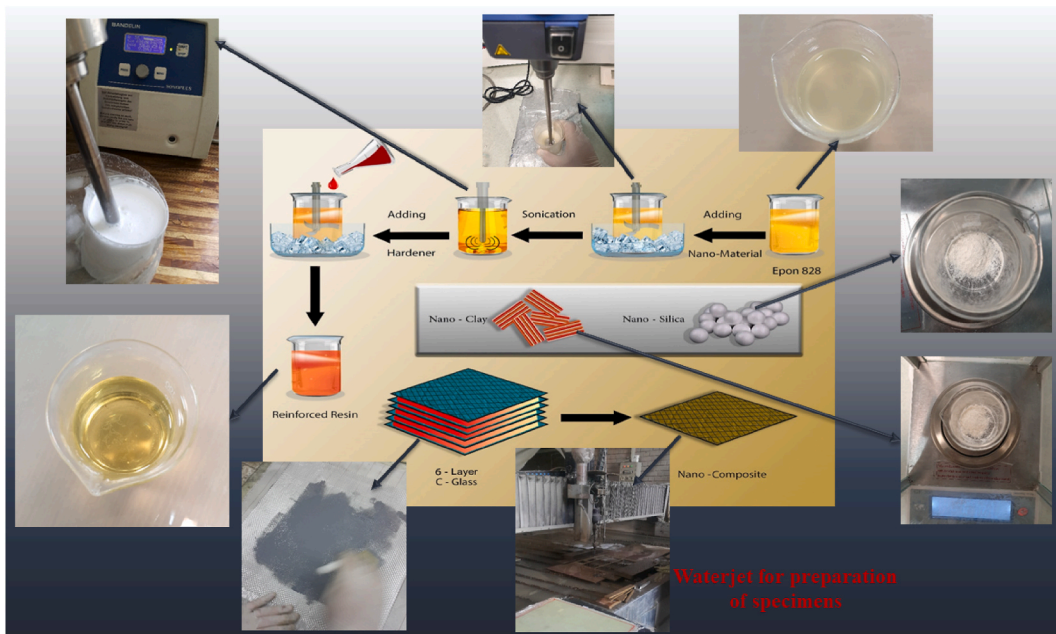 BANDELIN
SONOPULS
Adding
Hardener
Sonication
Adding
Nano-Material
Epon 828
Nano - Clay
Nano - Silica
Reinforced Resin
6 - Layer
C - Glass
Nano -Composite
Waterjet for preparation
of specimens